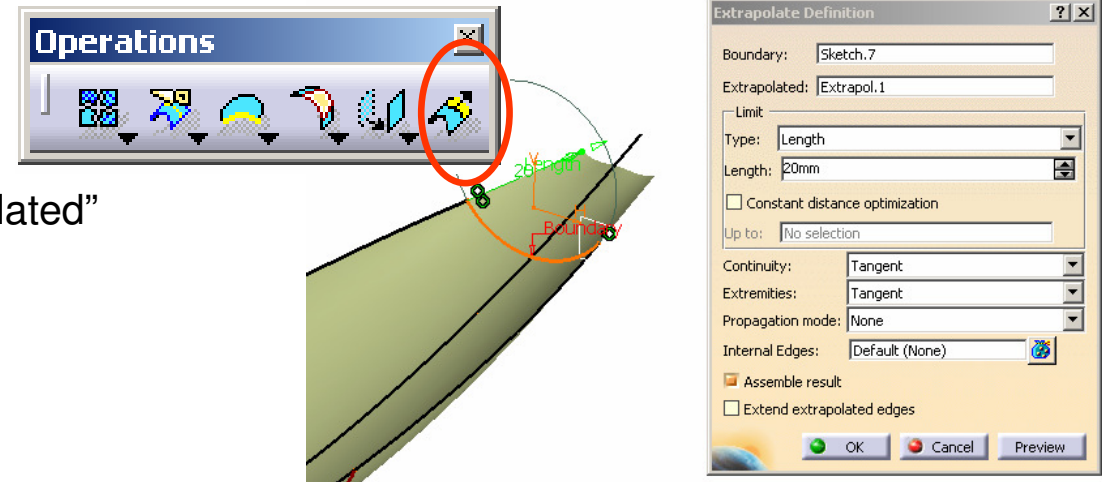 Operations
lated”
20
Length
Boundary
Extrapolate Definition
Boundary: Sketch.7
Extrapolated: Extrapol.1
Limit
Type: Length
Length: 20mm
Constant distance optimization
Up to: No selection
Continuity: Tangent
Extremities: Tangent
Propagation mode: None
Internal Edges: Default (None)
Assemble result
Extend extrapolated edges
OK Cancel Preview